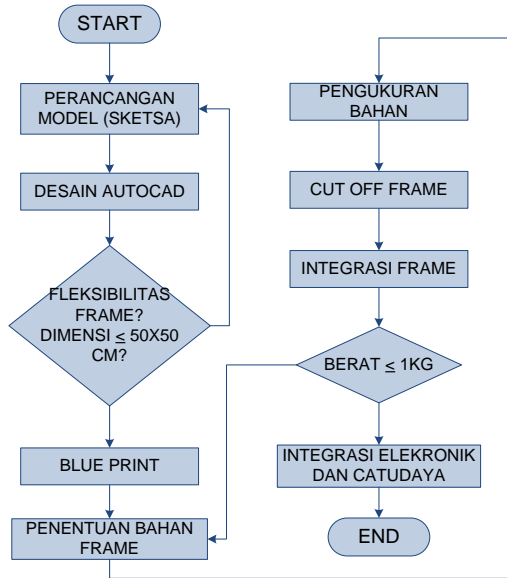 START
PERANCANGAN
MODEL (SKETSA)
DESAIN AUTOCAD
FLEKSIBILITAS
FRAME?
DIMENSI ≤ 50X50
CM?
BLUE PRINT
PENENTUAN BAHAN
FRAME
PENGUKURAN
BAHAN
CUT OFF FRAME
INTEGRASI FRAME
BERAT ≤ 1KG
INTEGRASI ELEKRONIK
DAN CATUDAYA
END